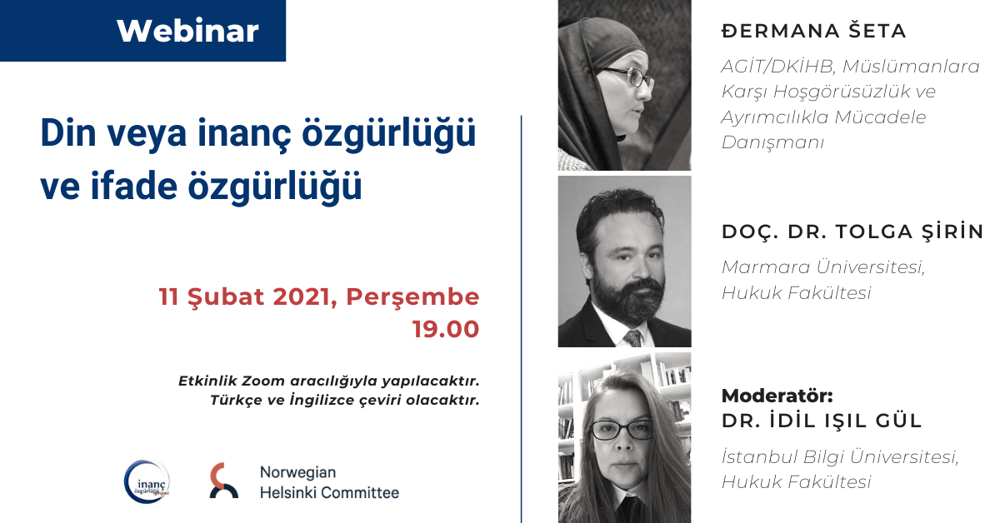 Webinar
Din veya inanç özgürlüğü
ve ifade özgürlüğü
11 Şubat 2021, Perşembe
19.00
Etkinlik Zoom aracılığıyla yapılacaktır.
Türkçe ve İngilizce çeviri olacaktır.
inanç
özgürlüğü
girişimi
Norwegian
Helsinki Committee
ĐERMANA ŠETA
AGİT/DKİHB, Müslümanlara
Karşı Hoşgörüsüzlük ve
Ayrımcılıkla Mücadele
Danışmanı
DOÇ. DR. TOLGA ŞİRİN
Marmara Üniversitesi,
Hukuk Fakültesi
Moderatör:
DR. İDİL IŞIL GÜL
İstanbul Bilgi Üniversitesi,
Hukuk Fakültesi